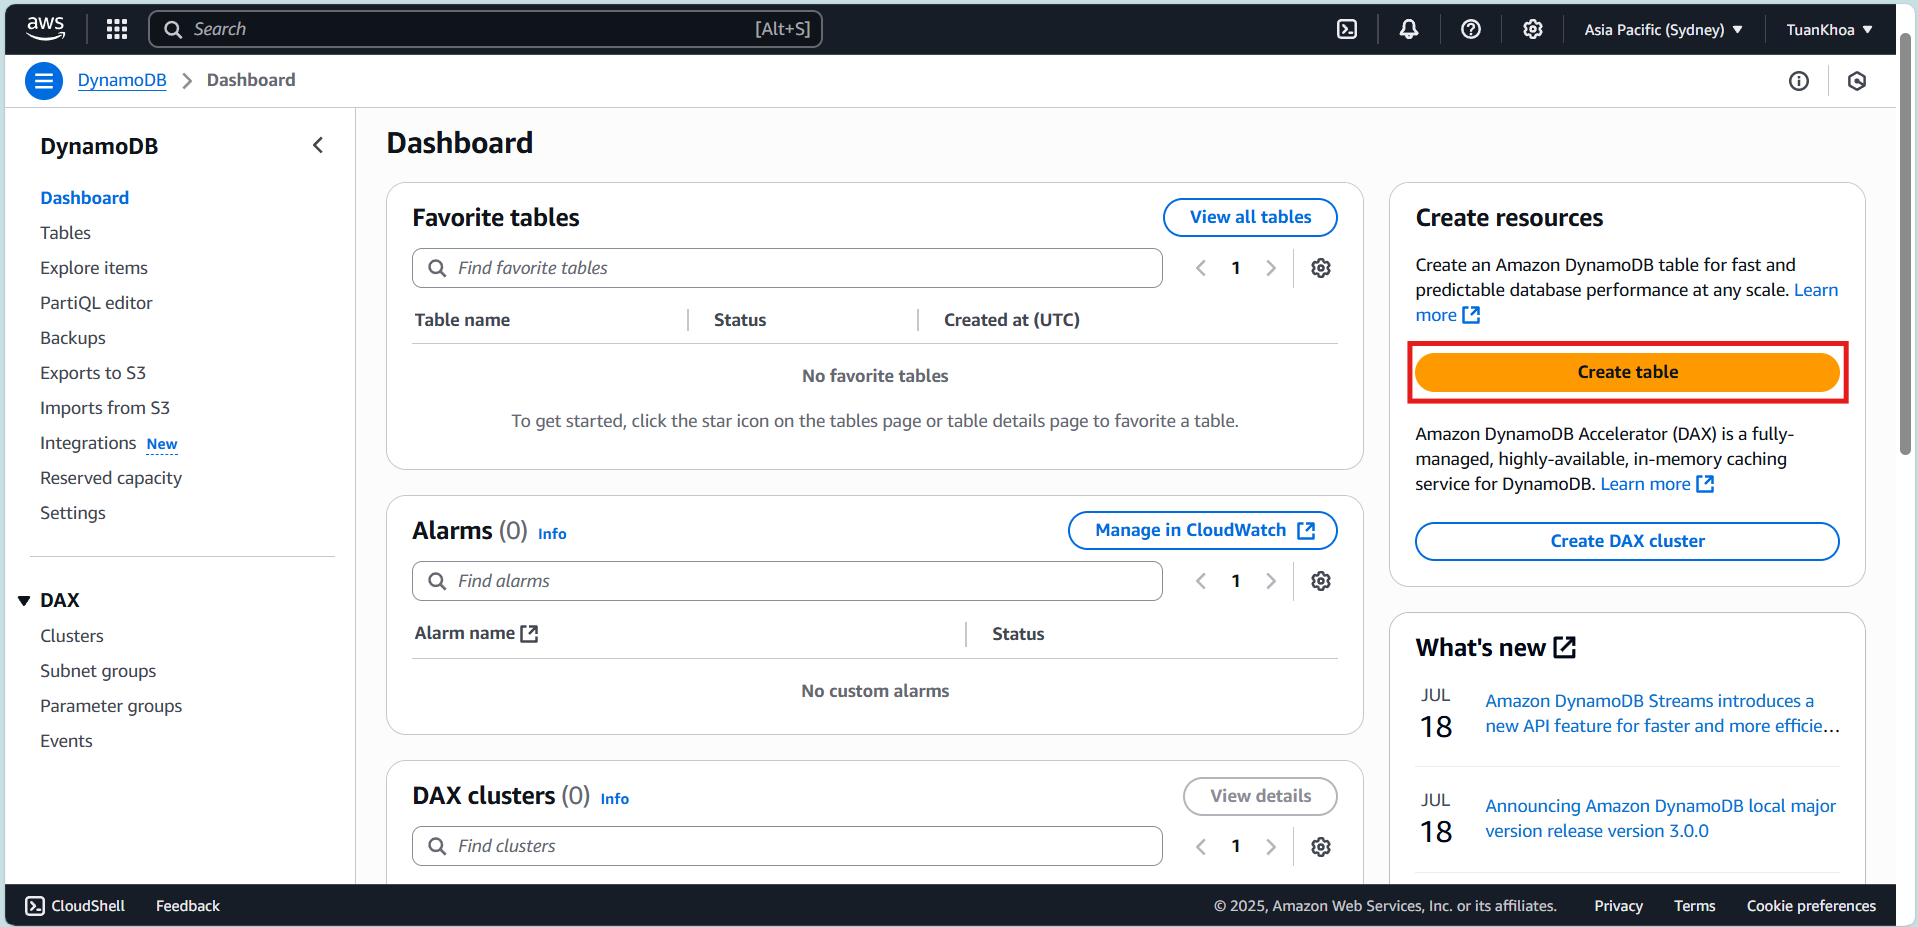 aws
Search [Alt+S]
Asia Pacific (Sydney)
TuanKhoa
DynamoDB
Dashboard
DynamoDB
Dashboard
Tables
Explore items
PartiQL editor
Backups
Exports to S3
Imports from S3
Integrations New
Reserved capacity
Settings
DAX
Clusters
Subnet groups
Parameter groups
Events
Dashboard
Favorite tables
View all tables
Find favorite tables
1
Table name Status Created at (UTC)
No favorite tables
To get started, click the star icon on the tables page or table details page to favorite a table.
Alarms (0) Info
Manage in CloudWatch
Find alarms
1
Alarm name Status
No custom alarms
DAX clusters (0) Info
View details
Find clusters
1
Create resources
Create an Amazon DynamoDB table for fast and
predictable database performance at any scale. Learn
more
Create table
Amazon DynamoDB Accelerator (DAX) is a fully-
managed, highly-available, in-memory caching
service for DynamoDB. Learn more
Create DAX cluster
What's new
JUL
18
Amazon DynamoDB Streams introduces a
new API feature for faster and more efficie...
JUL
18
Announcing Amazon DynamoDB local major
version release version 3.0.0
CloudShell
Feedback
© 2025, Amazon Web Services, Inc. or its affiliates.
Privacy
Terms
Cookie preferences